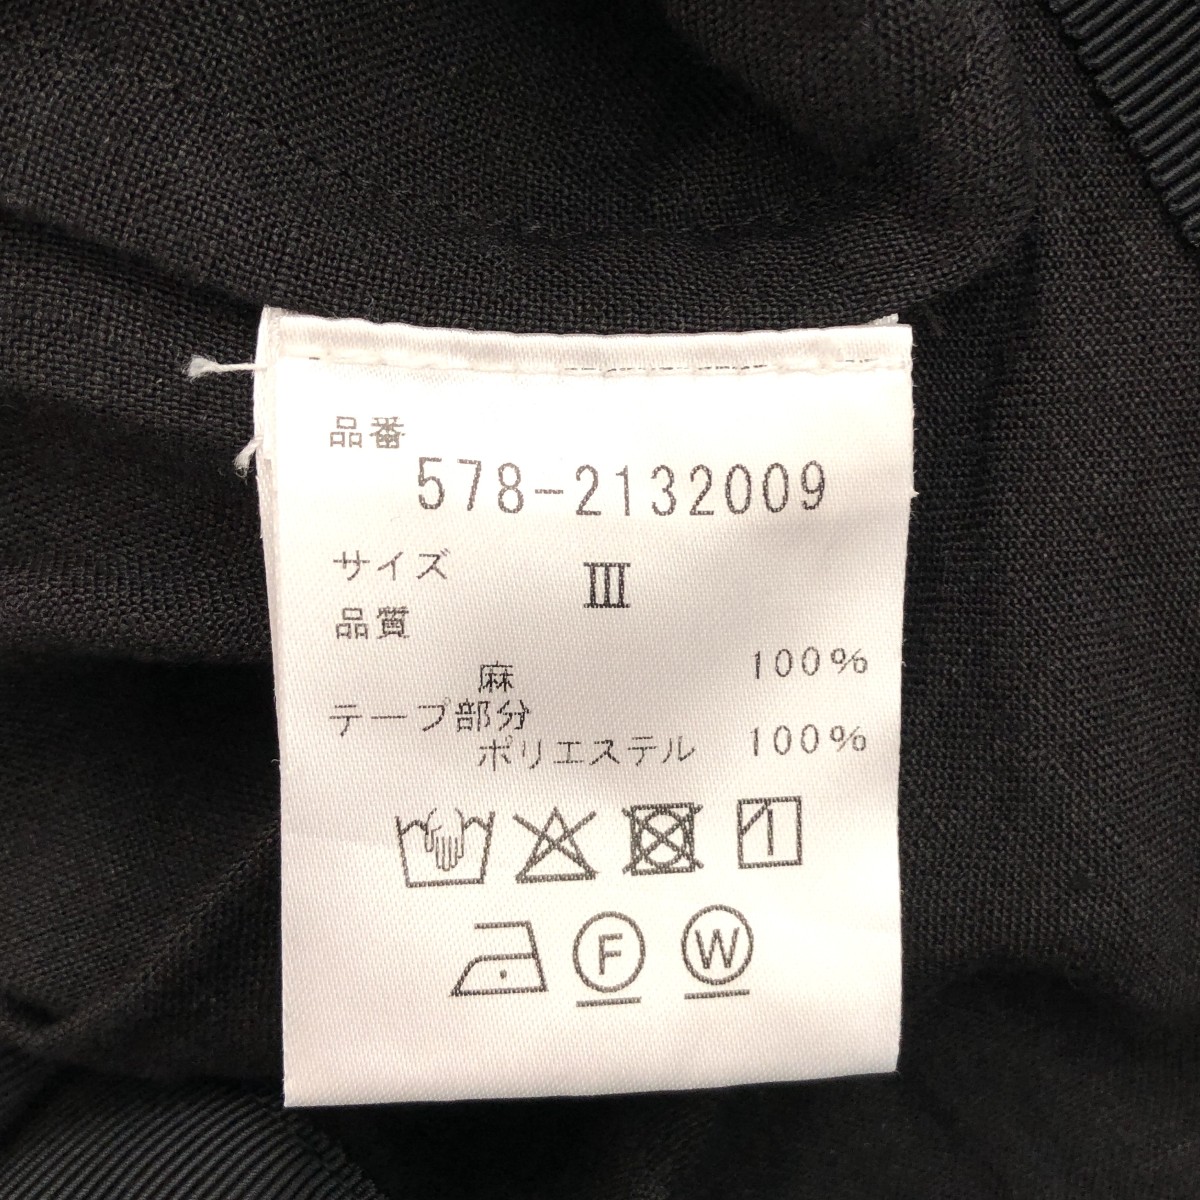 品番
578-2132009
サイズ Ⅲ
品質
麻 100%
テープ部分
ポリエステル 100%
F W